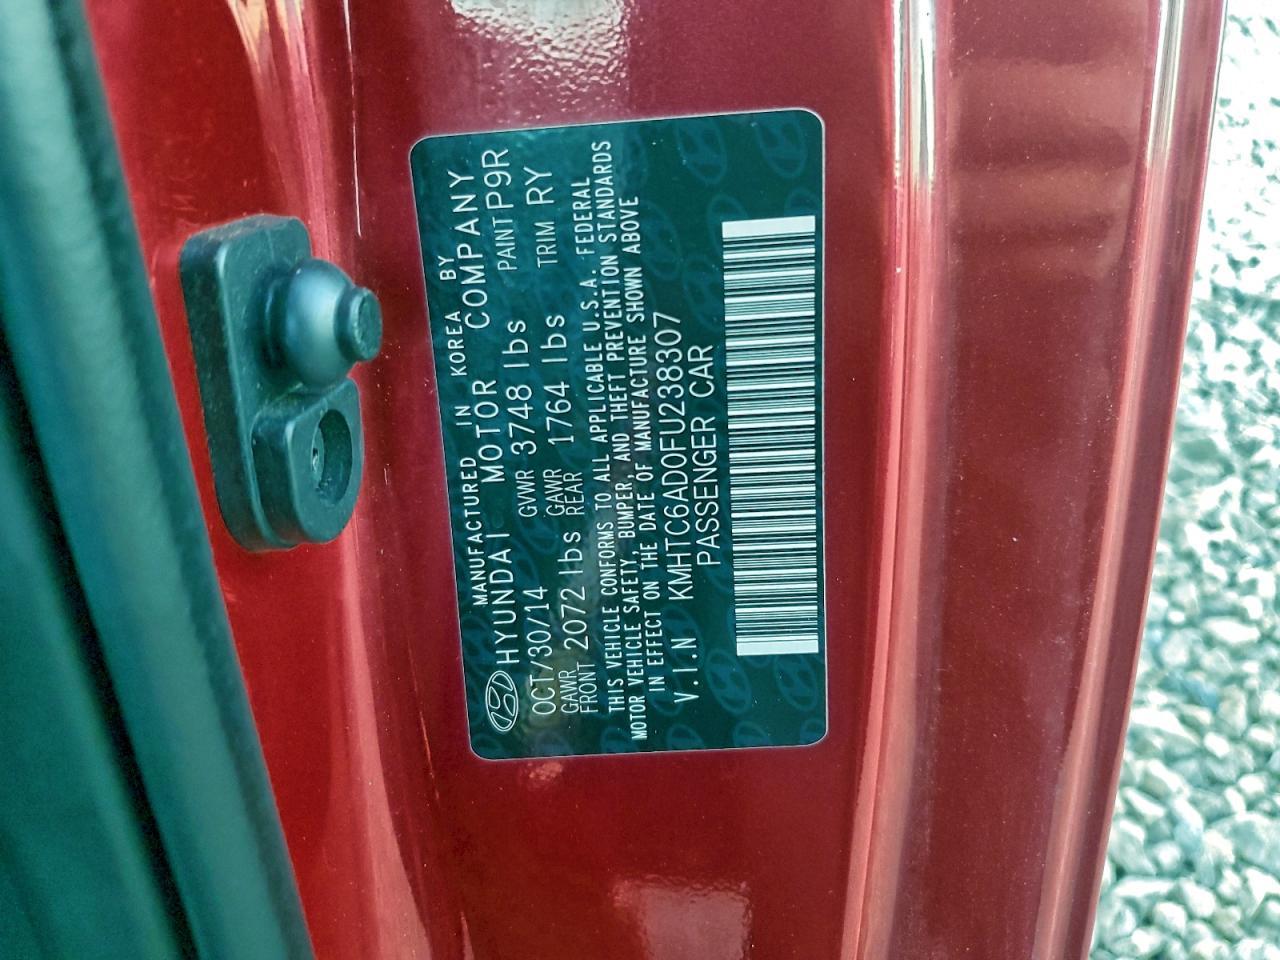 MANUFACTURED IN KOREA BY
HYUNDAI MOTOR COMPANY
OCT/30/14 GVWR 3748 lbs PAINT P9R
GAWR FRONT 2072 lbs GAWR REAR 1764 lbs TRIM RY
THIS VEHICLE CONFORMS TO ALL APPLICABLE U.S.A. FEDERAL
MOTOR VEHICLE SAFETY, BUMPER, AND THEFT PREVENTION STANDARDS
IN EFFECT ON THE DATE OF MANUFACTURE SHOWN ABOVE
V.I.N KMHTC6AD0FU238307
PASSENGER CAR